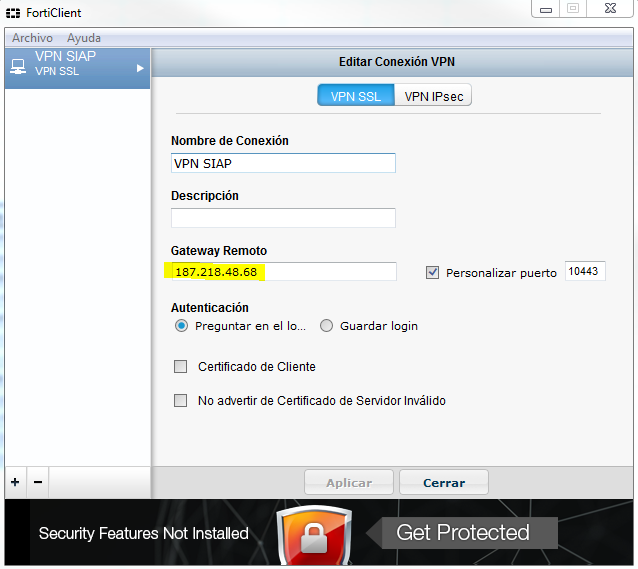 FortiClient
Archivo Ayuda
VPN SIAP
VPN SSL
Editar Conexión VPN
VPN SSL VPN IPsec
Nombre de Conexión
VPN SIAP
Descripción
Gateway Remoto
187.218.48.68 Personalizar puerto 10443
Autenticación
Preguntar en el lo... Guardar login
Certificado de Cliente
No advertir de Certificado de Servidor Inválido
+ − Aplicar Cerrar
Security Features Not Installed Get Protected